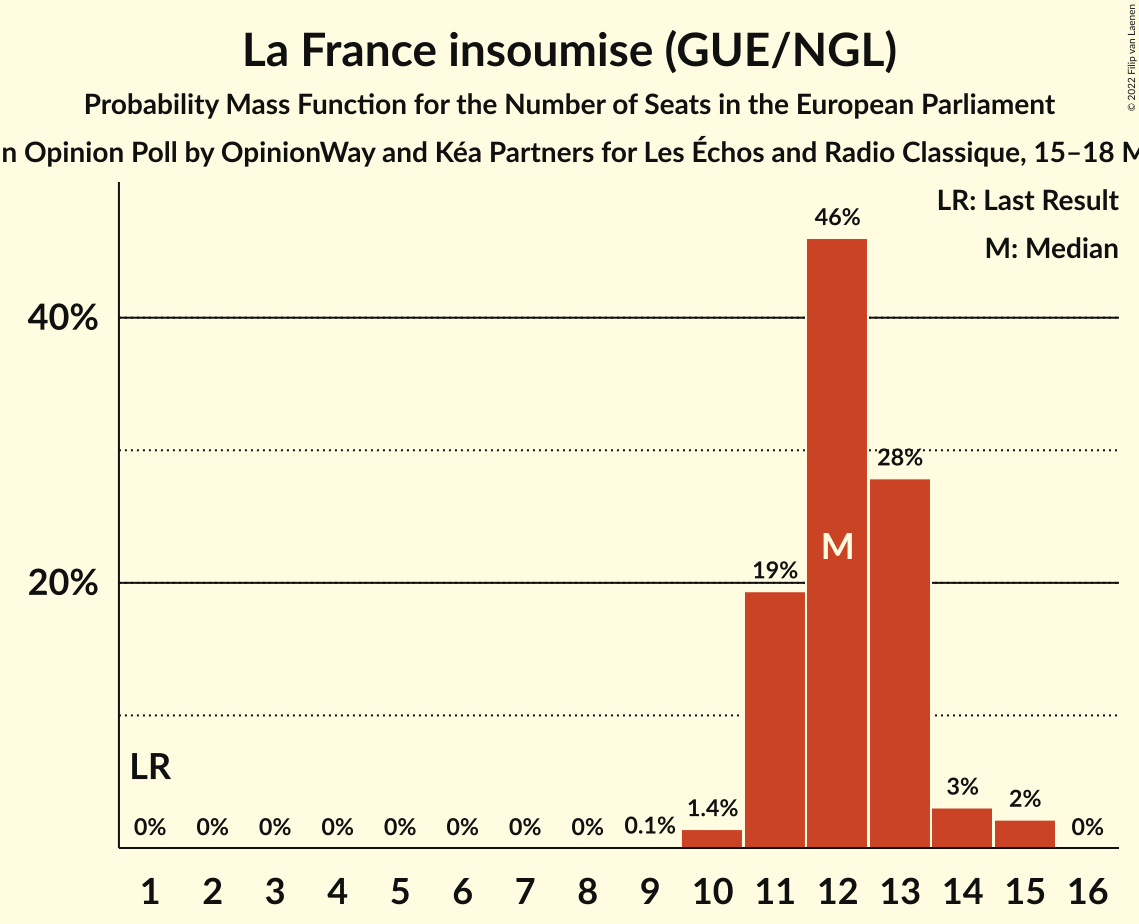 La France insoumise (GUE/NGL)
Probability Mass Function for the Number of Seats in the European Parliament
n Opinion Poll by OpinionWay and Kéa Partners for Les Échos and Radio Classique, 15–18 M
© 2022 Filip van Laenen
LR: Last Result
M: Median
46%
40%
28%
M
20%
19%
LR
0% 0% 0% 0% 0% 0% 0% 0% 0.1% 1.4% 3% 2% 0%
1 2 3 4 5 6 7 8 9 10 11 12 13 14 15 16